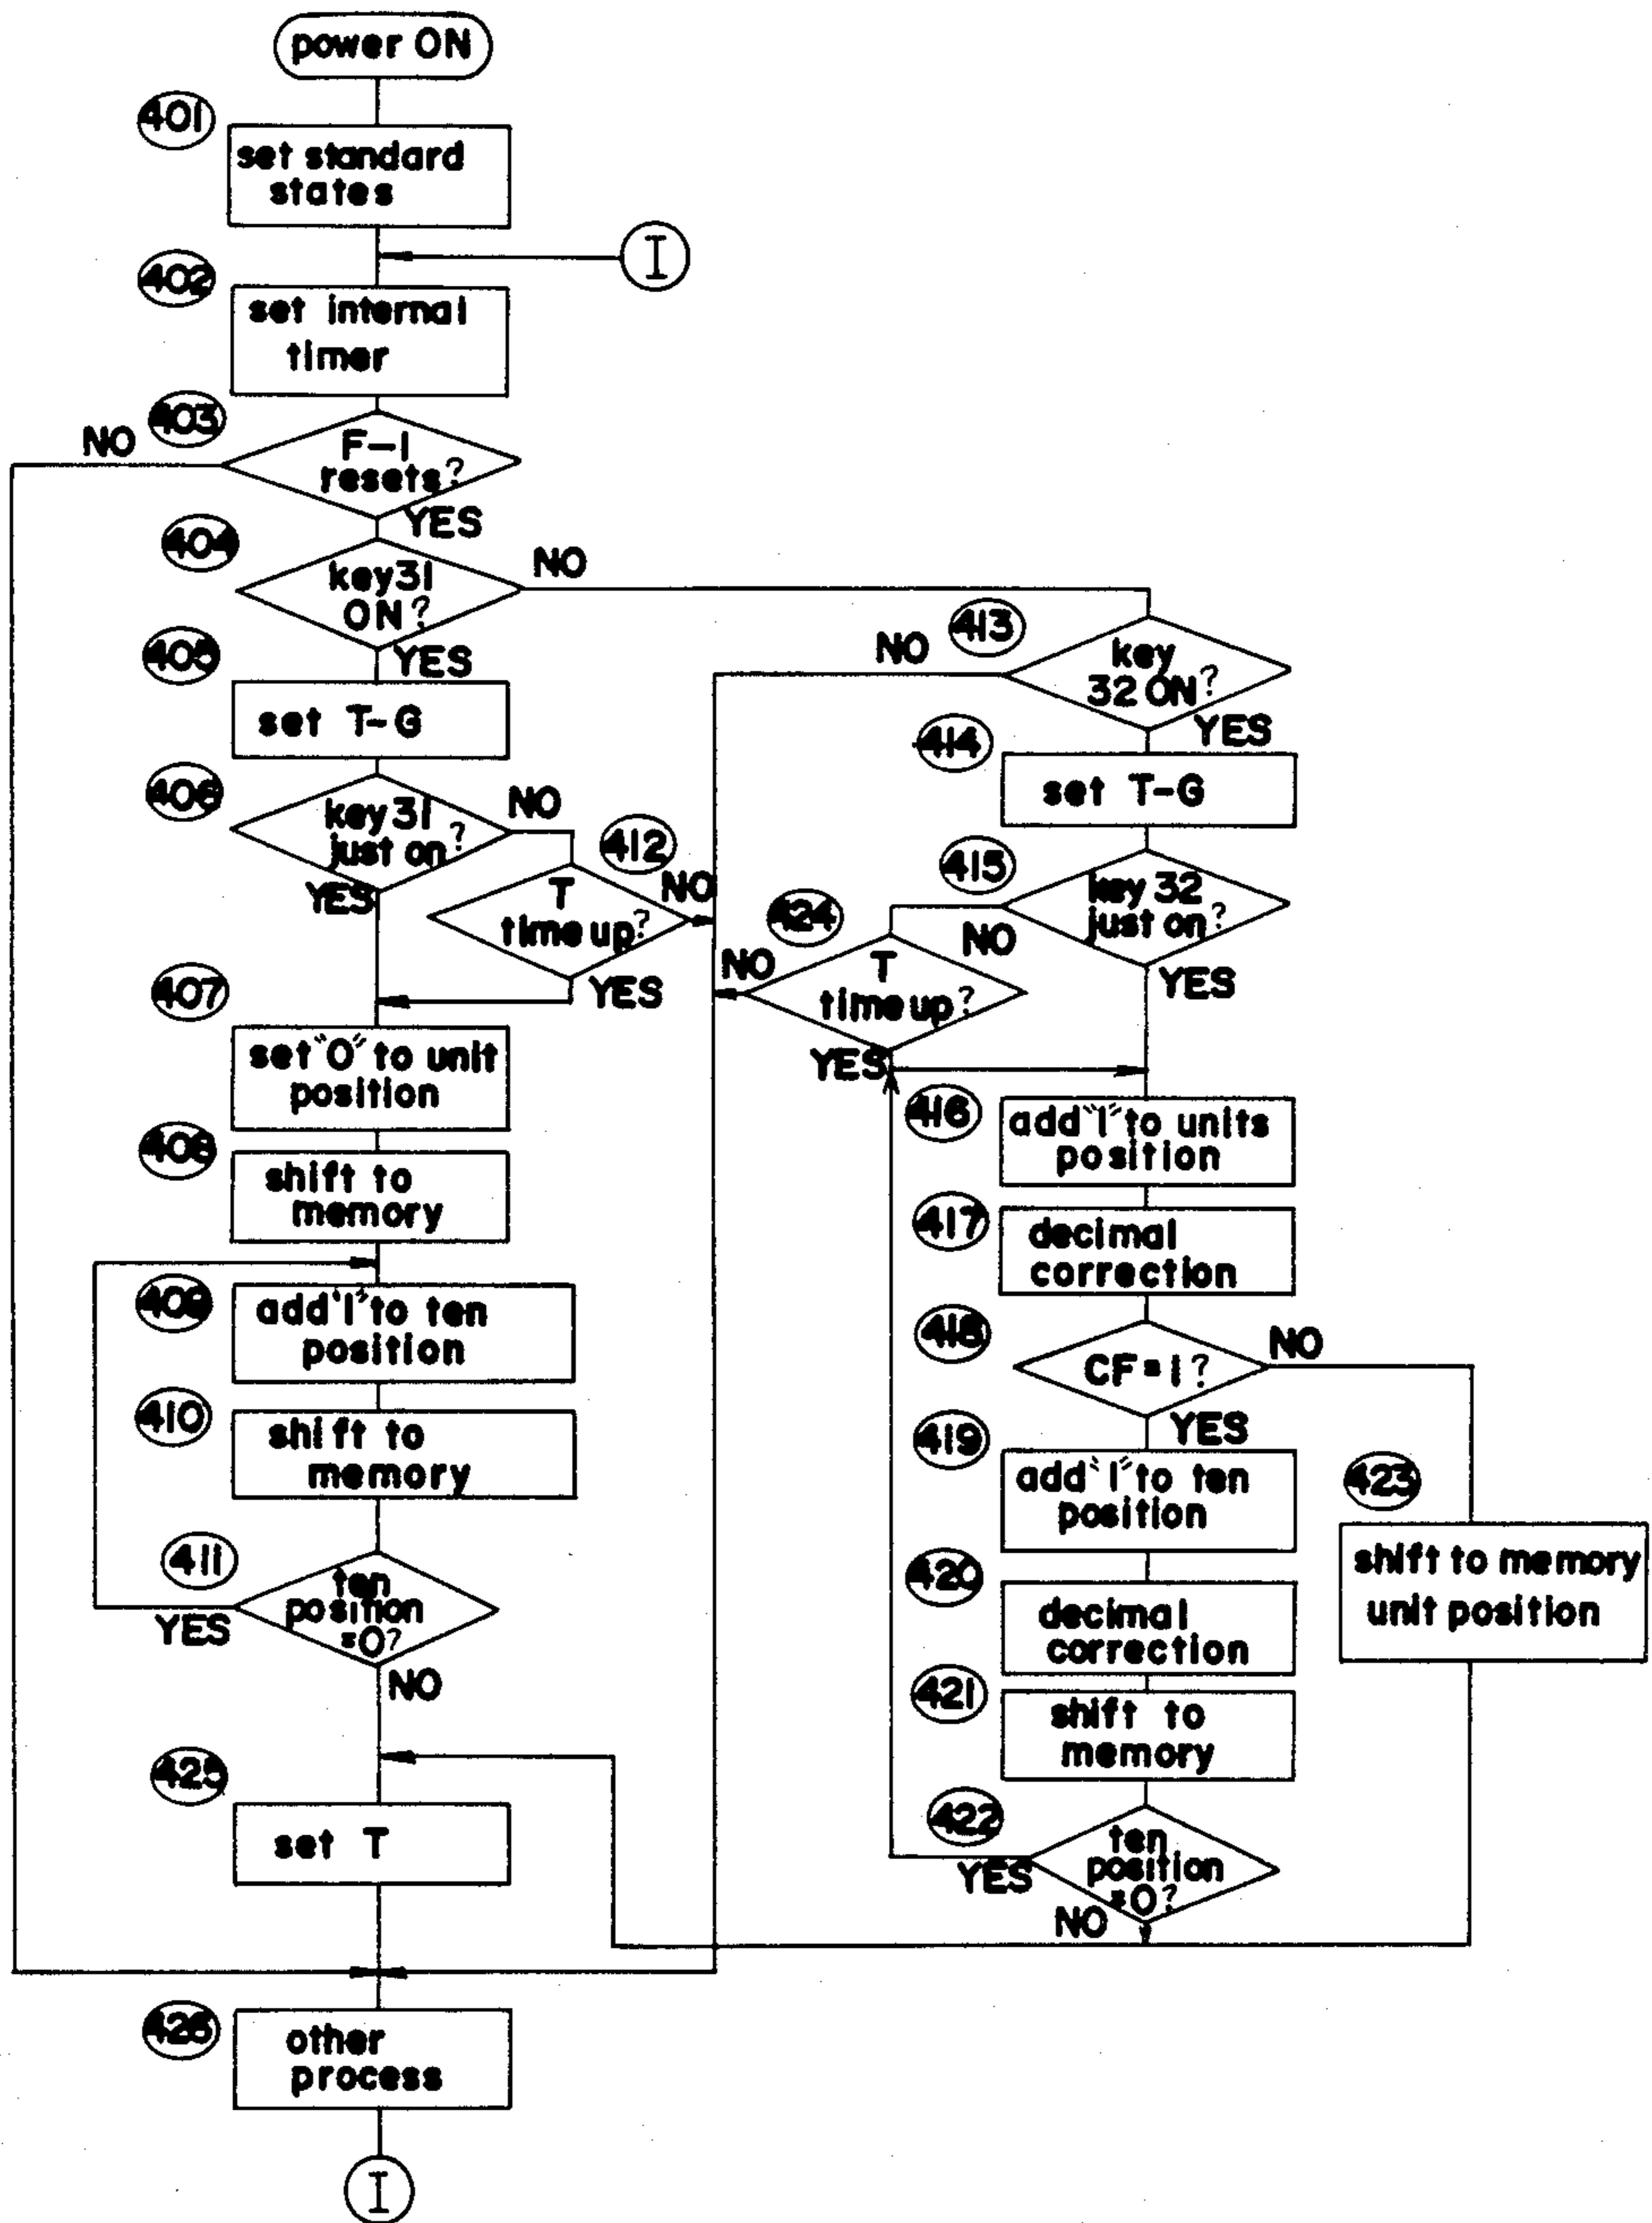 power ON
401
set standard
states
I
402
set internal
timer
403
NO
F-1
resets?
YES
404
key31
ON?
NO
YES
405
set T-G
406
key31
just on?
NO
YES
412
T
time up?
NO
YES
407
set "0" to unit
position
408
shift to
memory
409
add "1" to ten
position
410
shift to
memory
411
ten
position
=0?
YES
NO
425
set T
426
other
process
I
413
NO
key
32 ON?
YES
414
set T-G
415
key 32
just on?
NO
YES
424
NO
T
time up?
YES
416
add "1" to units
position
417
decimal
correction
418
CF=1?
NO
YES
419
add "1" to ten
position
420
decimal
correction
421
shift to
memory
422
ten
position
=0?
YES
NO
423
shift to memory
unit position